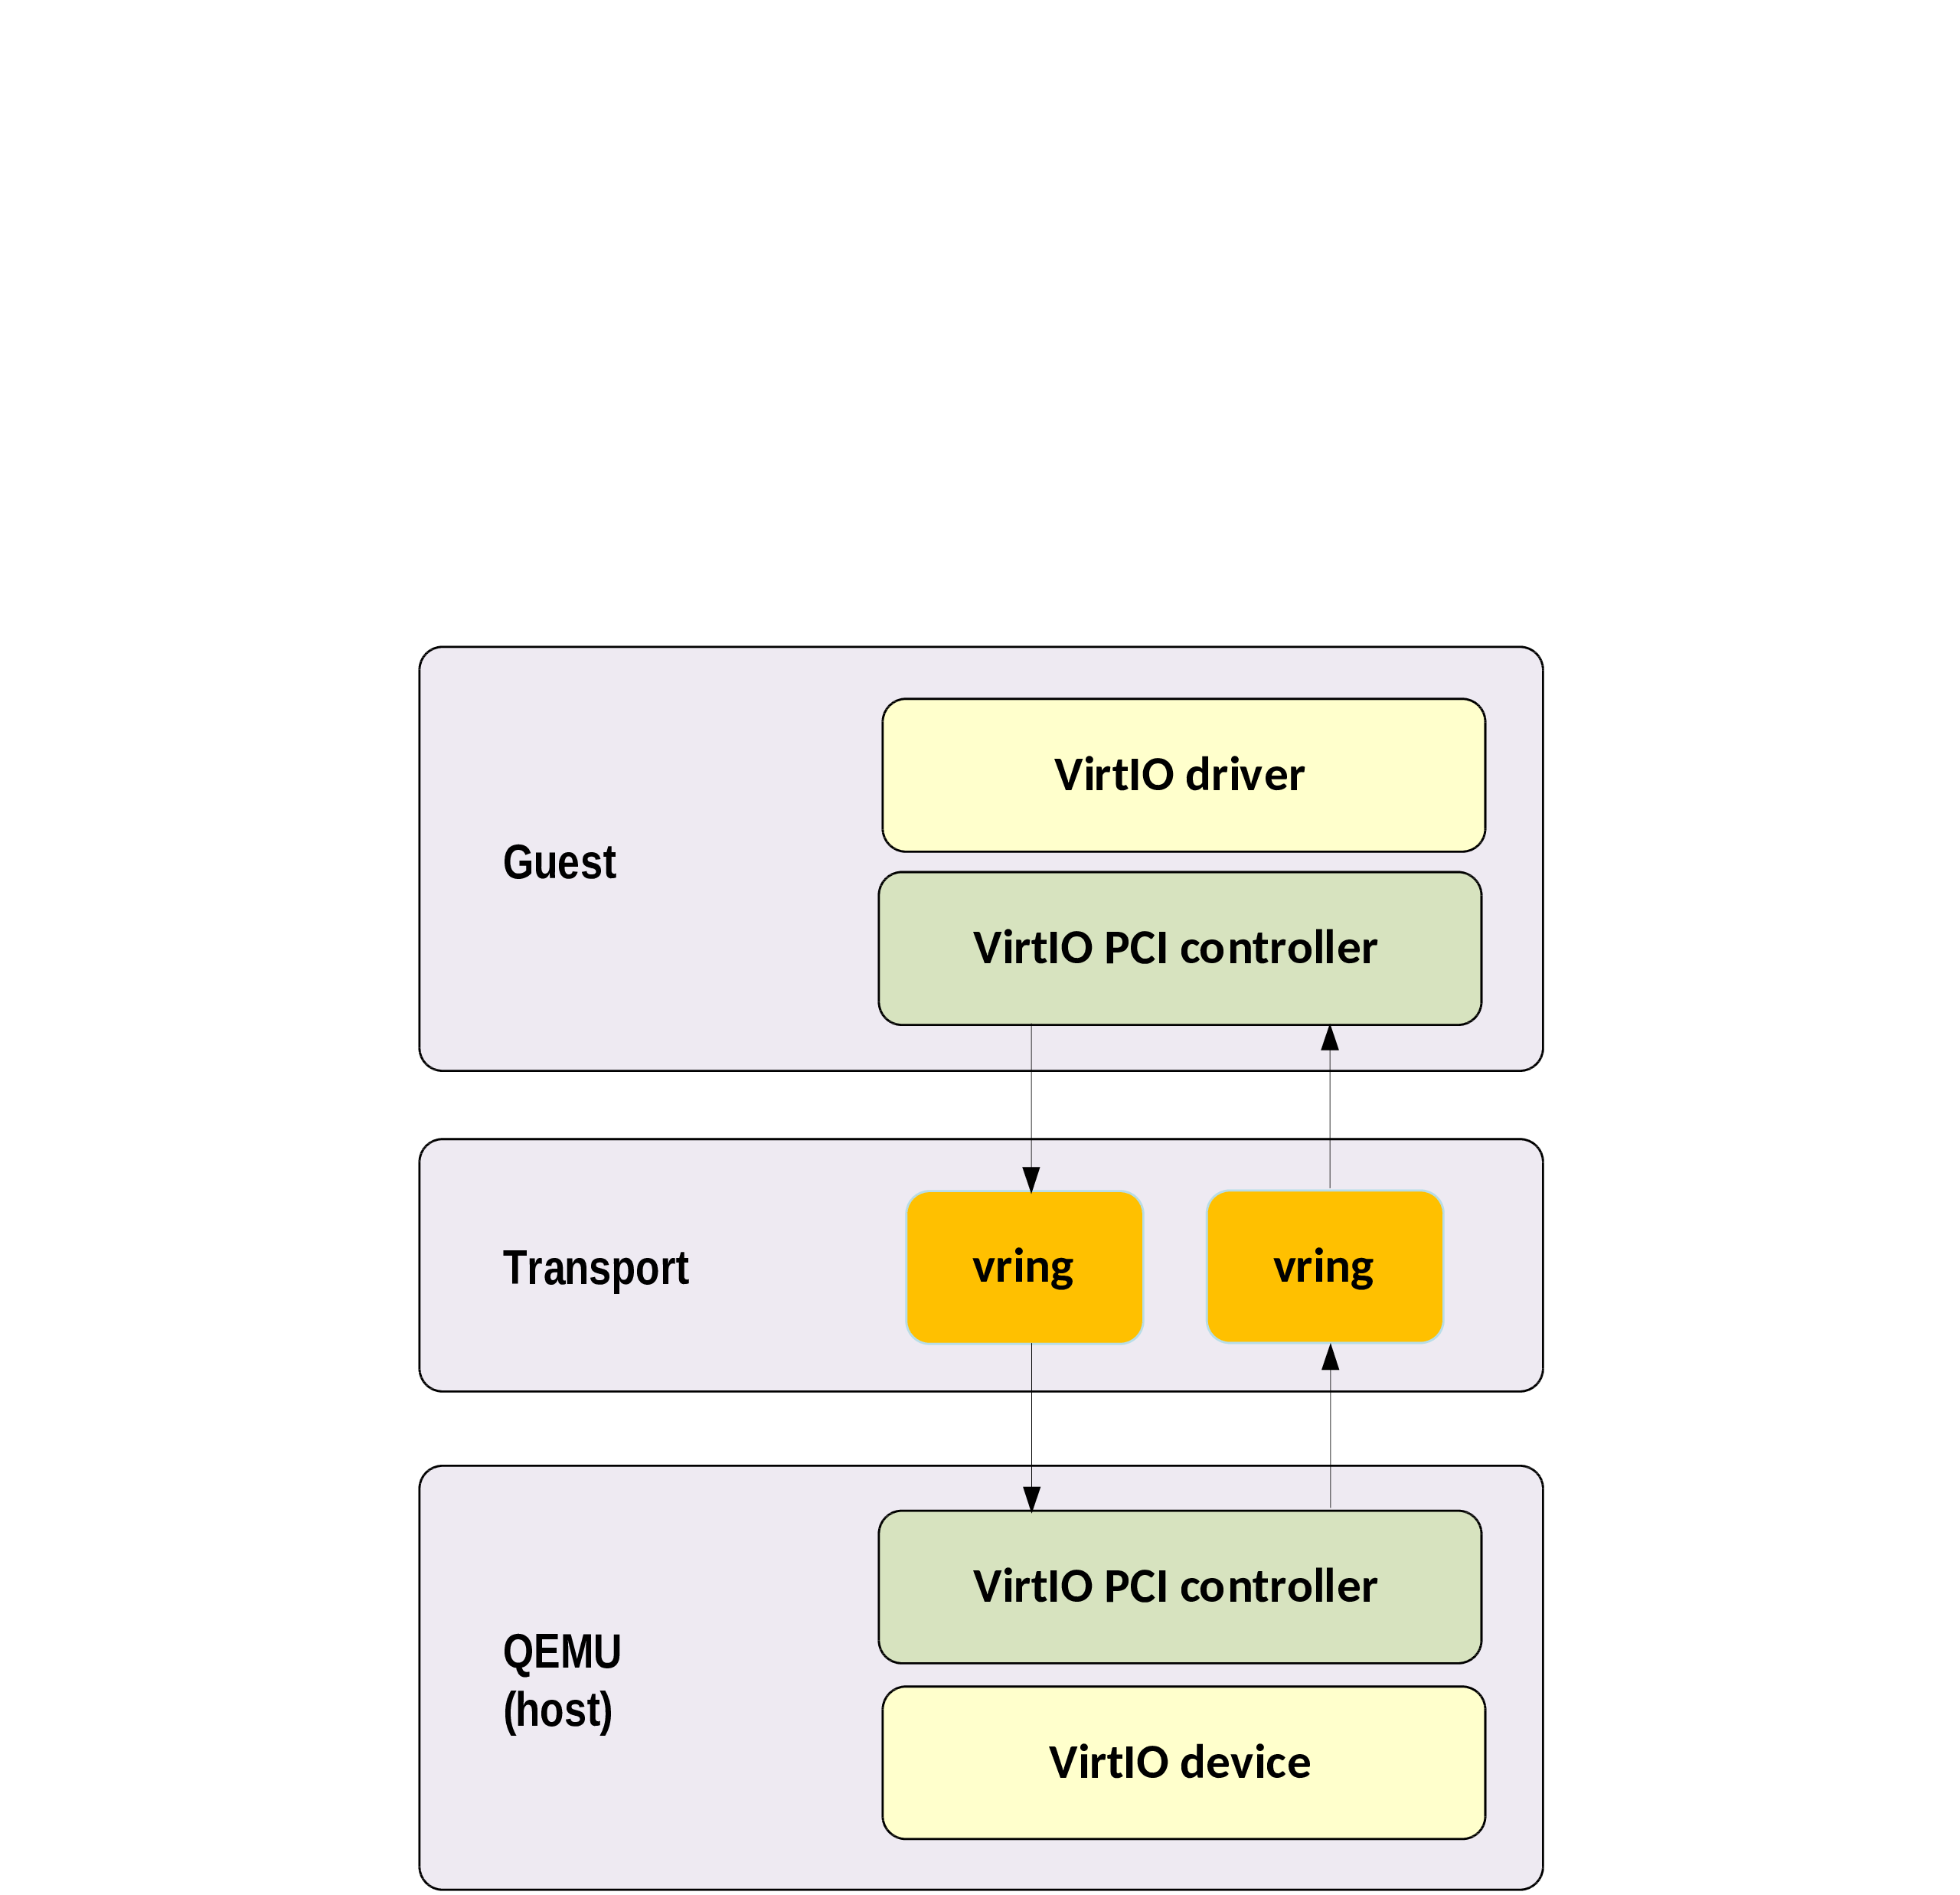 VirtIO driver
Guest
VirtIO PCI controller
Transport
vring
vring
VirtIO PCI controller
QEMU
(host)
VirtIO device